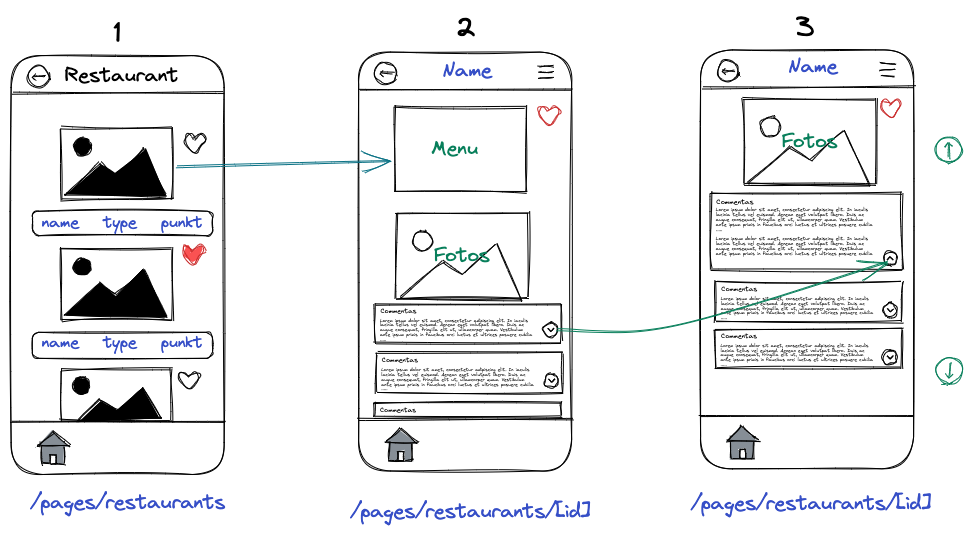 1
2
3
Restaurant
name type punkt
name type punkt
/pages/restaurants
Name
Menu
Fotos
Commentas
Lorem ipsum dolor sit amet, consectetur adipiscing elit. In iaculis
lacinia tellus vel euismod. Aenean eget volutpat libero. Duis ac
augue consequat, fringilla elit ut, ullamcorper quam. Vestibulum
ante ipsum primis in faucibus orci luctus et ultrices posuere cubilia
....
Commentas
Lorem ipsum dolor sit amet, consectetur adipiscing elit. In iaculis
lacinia tellus vel euismod. Aenean eget volutpat libero. Duis ac
augue consequat, fringilla elit ut, ullamcorper quam. Vestibulum
ante ipsum primis in faucibus orci luctus et ultrices posuere cubilia
....
Commentas
/pages/restaurants/[id]
Name
Fotos
Commentas
Lorem ipsum dolor sit amet, consectetur adipiscing elit. In iaculis
lacinia tellus vel euismod. Aenean eget volutpat libero. Duis ac
augue consequat, fringilla elit ut, ullamcorper quam. Vestibulum
ante ipsum primis in faucibus orci luctus et ultrices posuere cubilia
....
Lorem ipsum dolor sit amet, consectetur adipiscing elit. In iaculis
lacinia tellus vel euismod. Aenean eget volutpat libero. Duis ac
augue consequat, fringilla elit ut, ullamcorper quam. Vestibulum
ante ipsum primis in faucibus orci luctus et ultrices posuere cubilia
Commentas
Lorem ipsum dolor sit amet, consectetur adipiscing elit. In iaculis
lacinia tellus vel euismod. Aenean eget volutpat libero. Duis ac
augue consequat, fringilla elit ut, ullamcorper quam. Vestibulum
ante ipsum primis in faucibus orci luctus et ultrices posuere cubilia
....
Commentas
Lorem ipsum dolor sit amet, consectetur adipiscing elit. In iaculis
lacinia tellus vel euismod. Aenean eget volutpat libero. Duis ac
augue consequat, fringilla elit ut, ullamcorper quam. Vestibulum
ante ipsum primis in faucibus orci luctus et ultrices posuere cubilia
....
/pages/restaurants/[id]